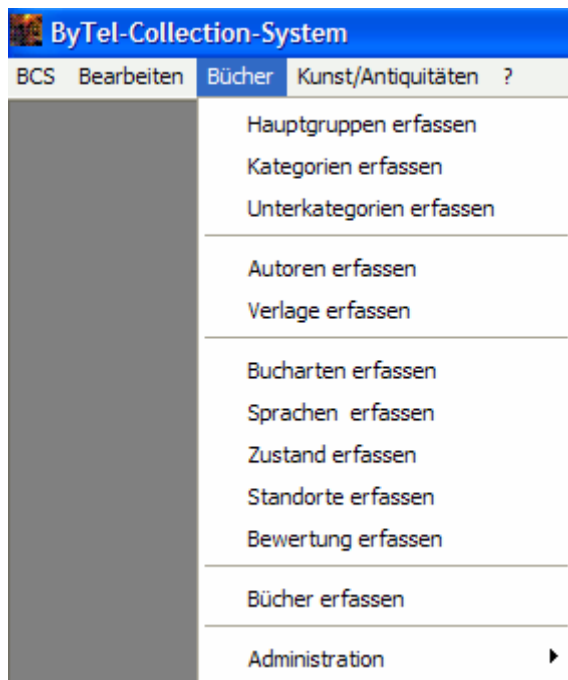 ByTel-Collection-System
BCS Bearbeiten Bücher Kunst/Antiquitäten ?
Hauptgruppen erfassen
Kategorien erfassen
Unterkategorien erfassen
Autoren erfassen
Verlage erfassen
Bucharten erfassen
Sprachen  erfassen
Zustand erfassen
Standorte erfassen
Bewertung erfassen
Bücher erfassen
Administration